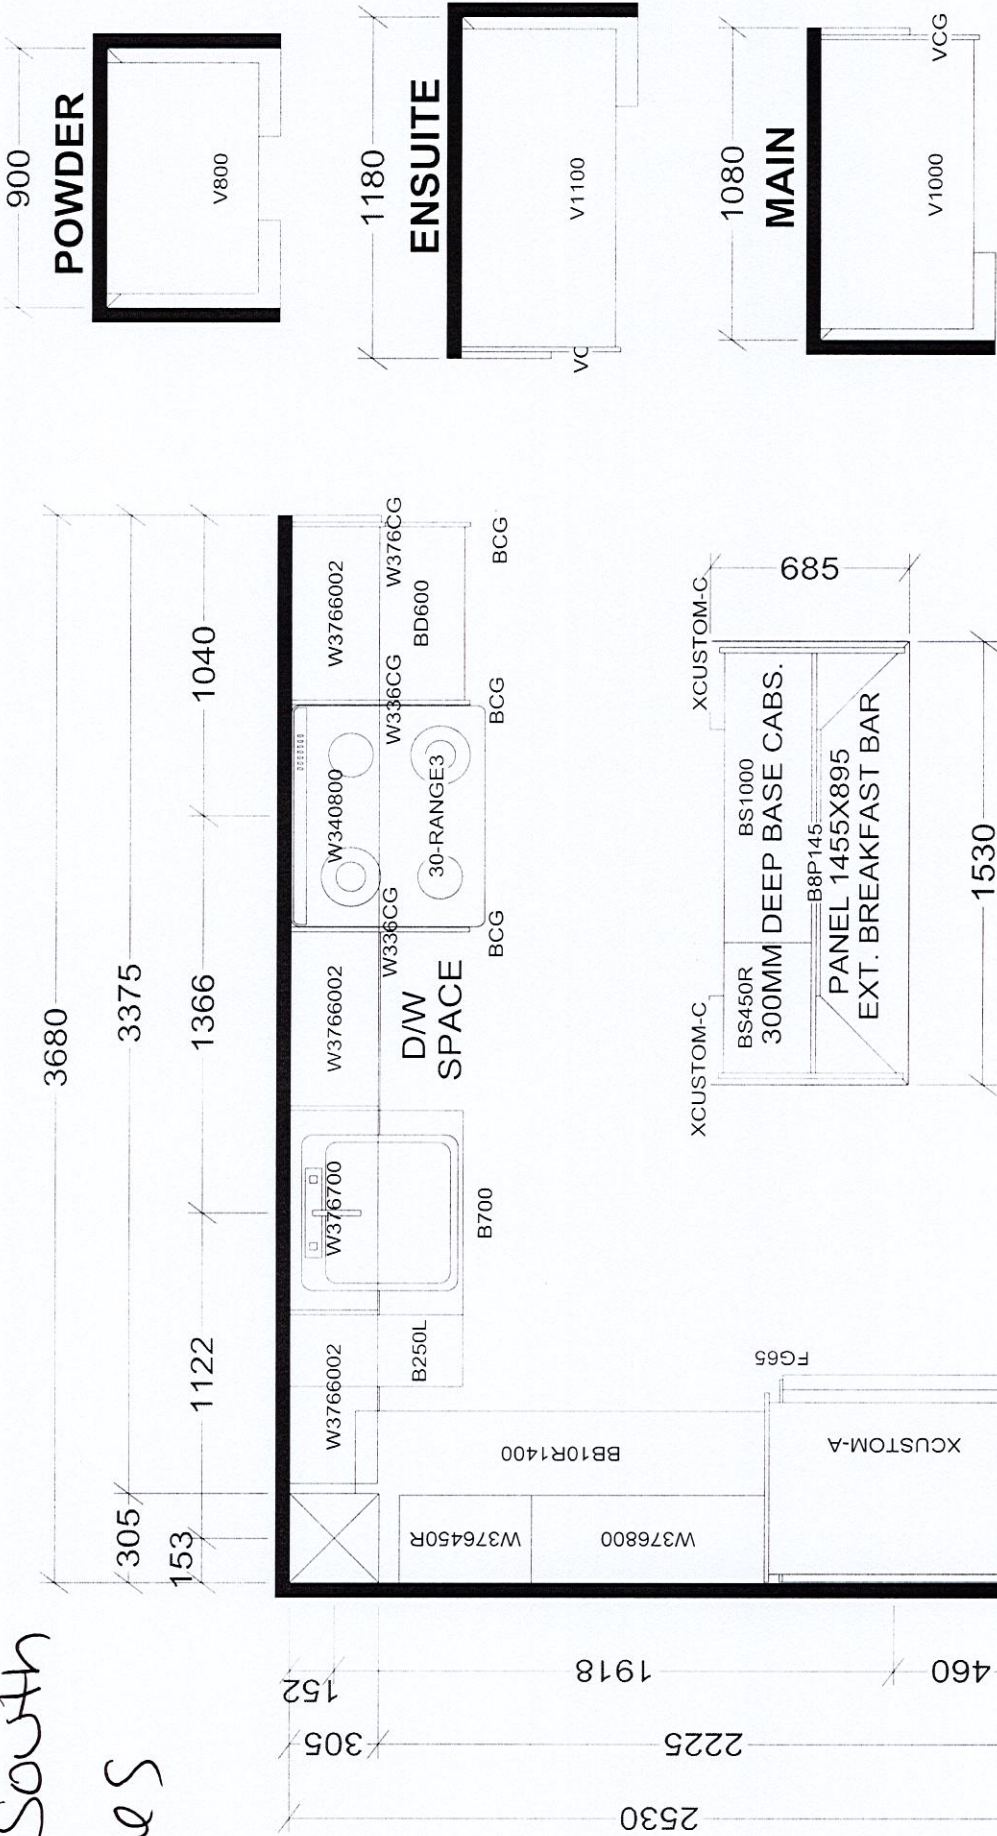 South
es
900
POWDER
V800
1180
ENSUITE
V1100
VC
1080
MAIN
V1000
VCG
3680
3375
305
1040
1366
1122
153
W3766002
W376CG
BD600
BCG
W336CG
BCG
W340800
30-RANGE3
W336CG
BCG
W3766002
D/W
SPACE
W376700
B700
W3766002
B250L
BB10R1400
W376450R
W376800
FG65
XCUSTOM-A
152
1918
460
305
2225
2530
XCUSTOM-C
XCUSTOM-C
685
BS450R
BS1000
300MM DEEP BASE CABS.
B8P145
PANEL 1455X895
EXT. BREAKFAST BAR
1530